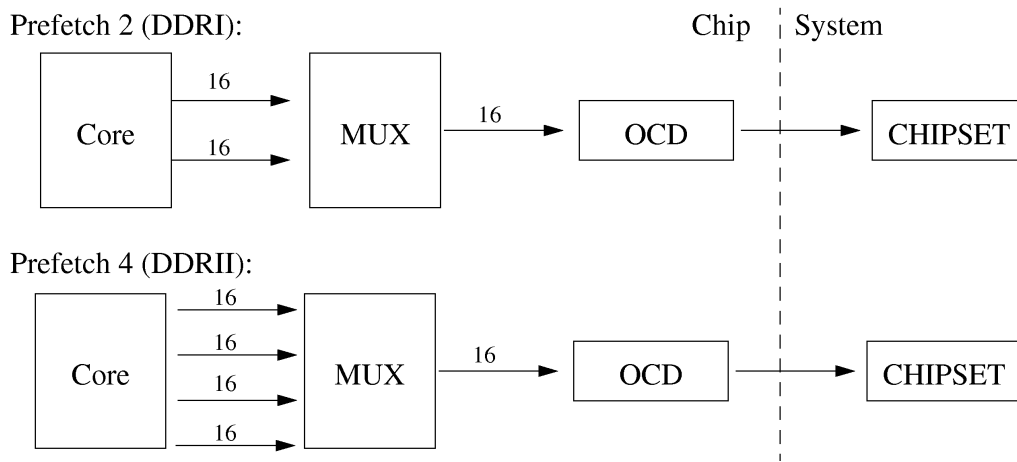 Prefetch 2 (DDRI):
Chip
System
16
16
16
Core
MUX
OCD
CHIPSET
Prefetch 4 (DDRII):
16
16
16
16
16
Core
MUX
OCD
CHIPSET